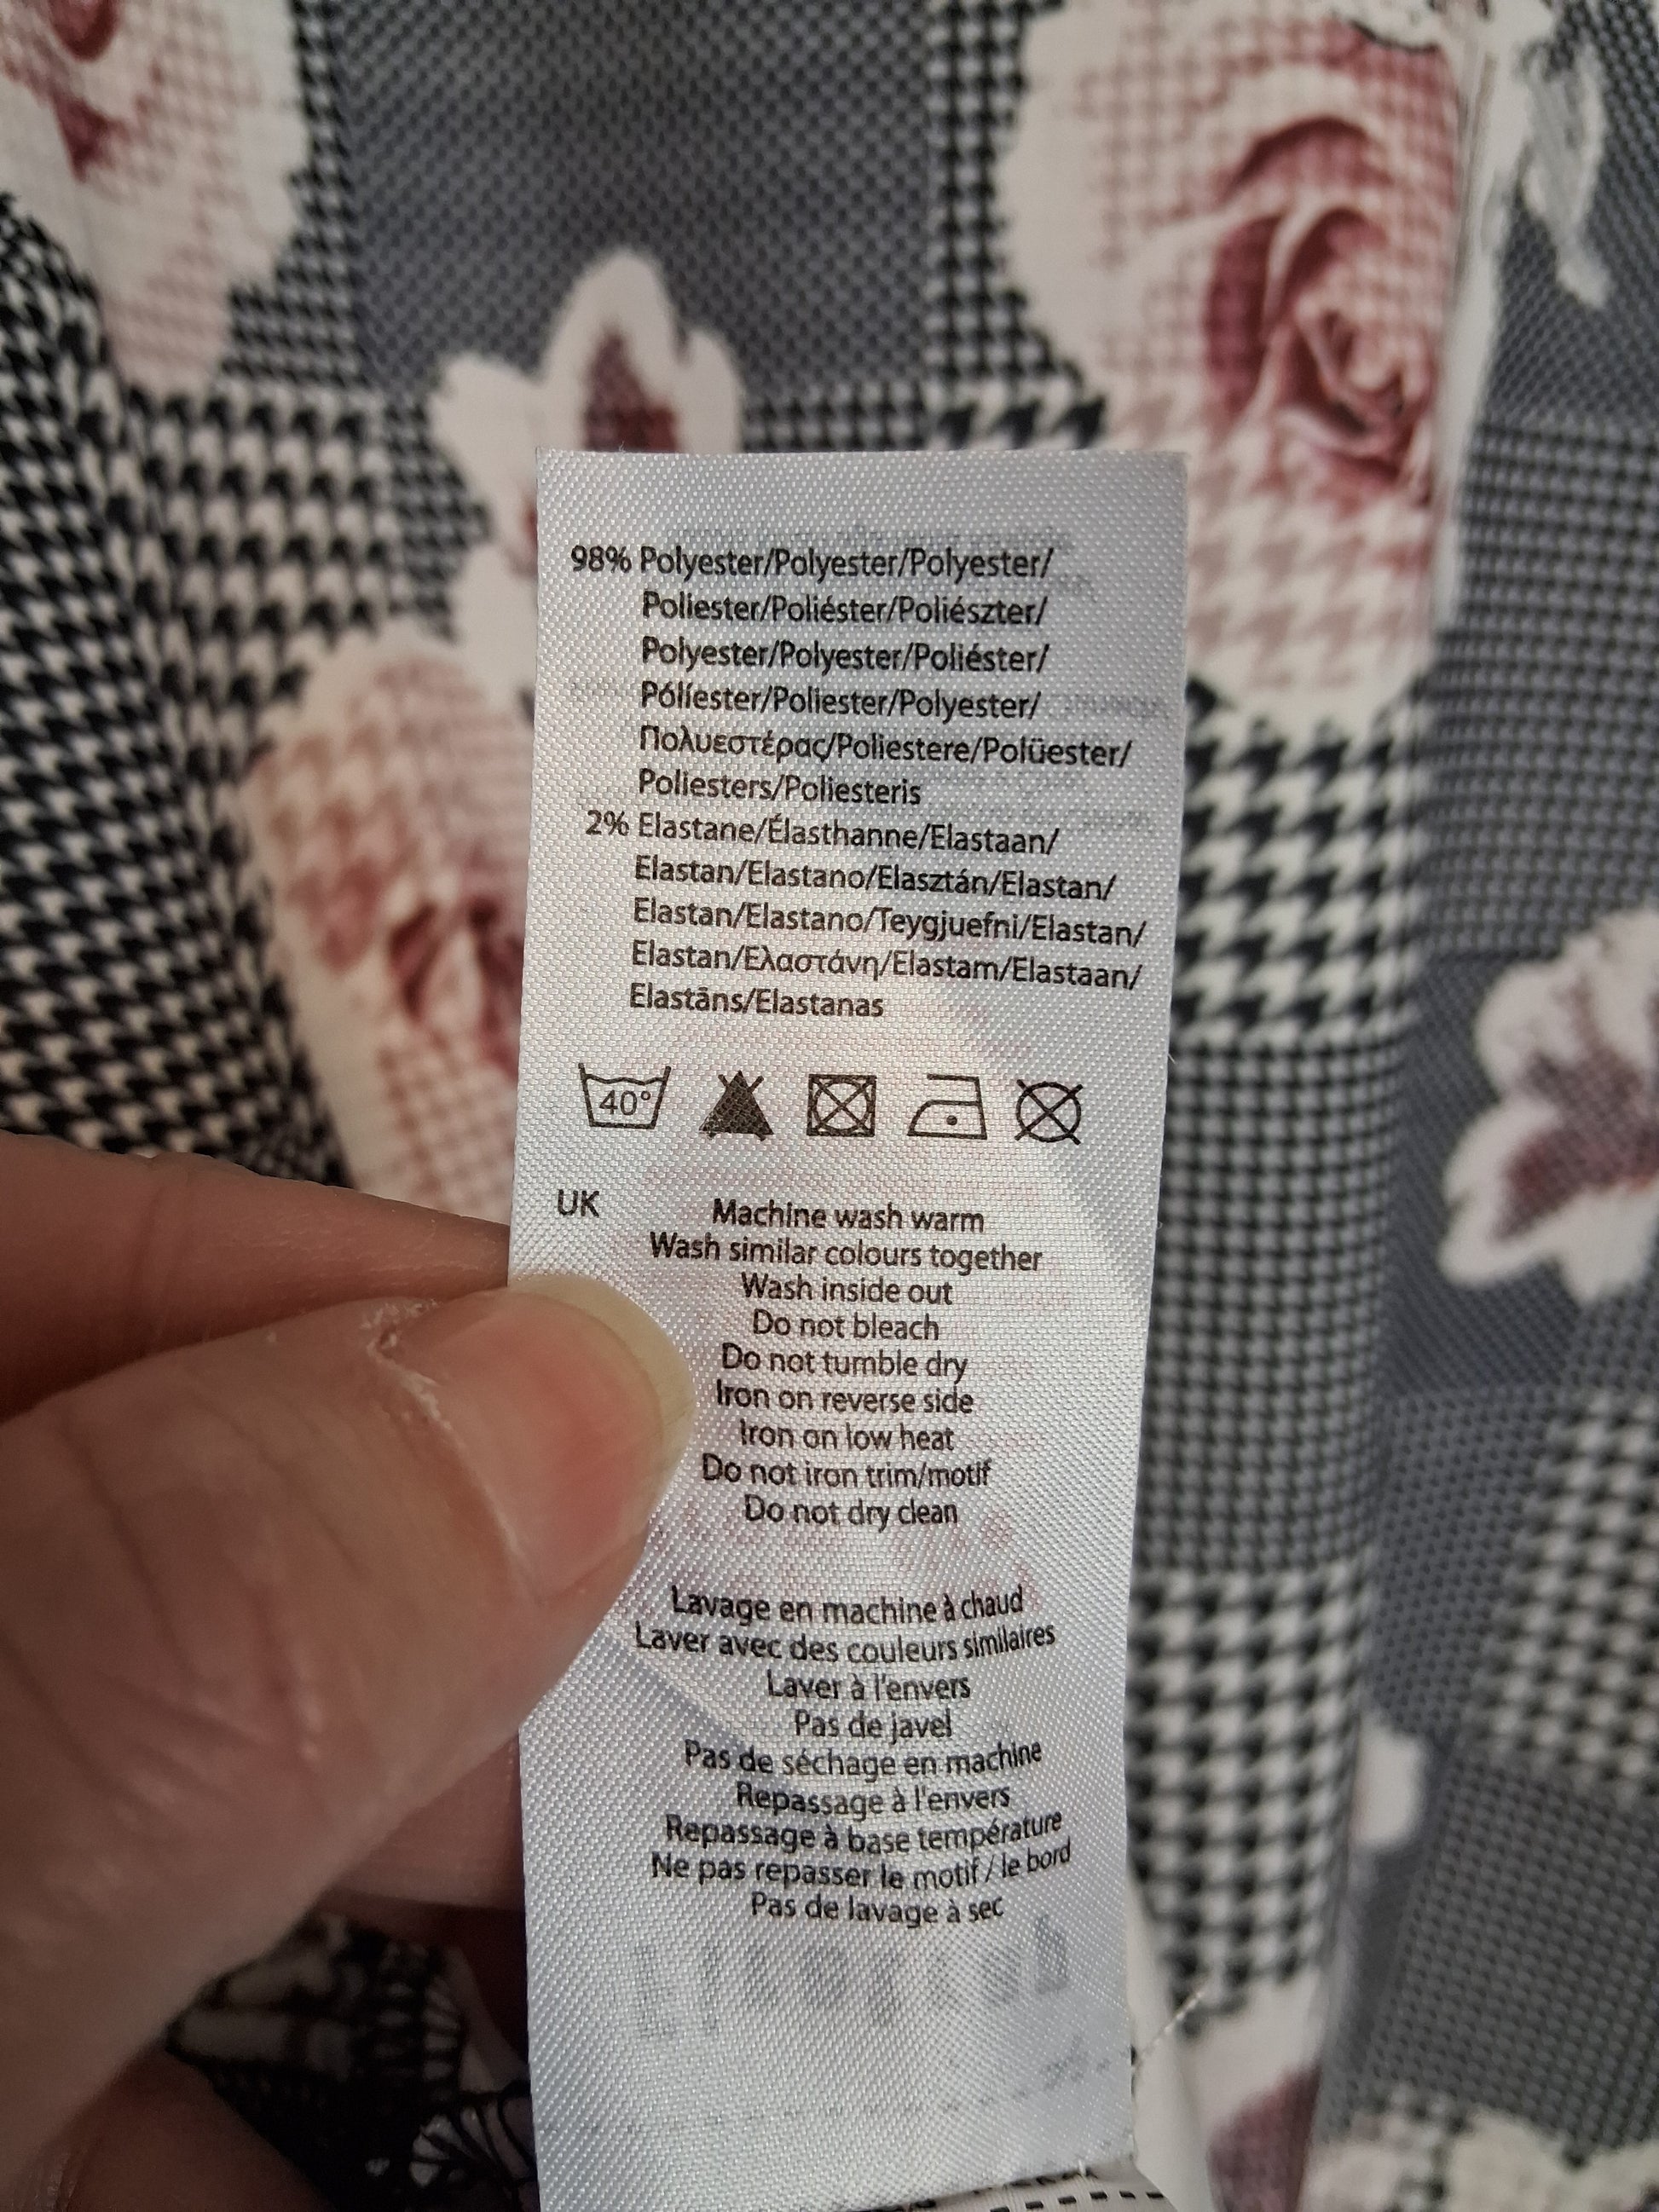 98% Polyester/Polyester/Polyester/
Poliester/Poliéster/Poliészter/
Polyester/Polyester/Poliéster/
Pólíester/Poliester/Polyester/
Πολυεστέρας/Poliestere/Polüester/
Poliesters/Poliesteris
2% Elastane/Élasthanne/Elastaan/
Elastan/Elastano/Elasztán/Elastan/
Elastan/Elastano/Teygjuefni/Elastan/
Elastan/Ελαστάνη/Elastam/Elastaan/
Elastāns/Elastanas
40°
UK Machine wash warm
Wash similar colours together
Wash inside out
Do not bleach
Do not tumble dry
Iron on reverse side
Iron on low heat
Do not iron trim/motif
Do not dry clean
Lavage en machine à chaud
Laver avec des couleurs similaires
Laver à l'envers
Pas de javel
Pas de séchage en machine
Repassage à l'envers
Repassage à base température
Ne pas repasser le motif / le bord
Pas de lavage à sec